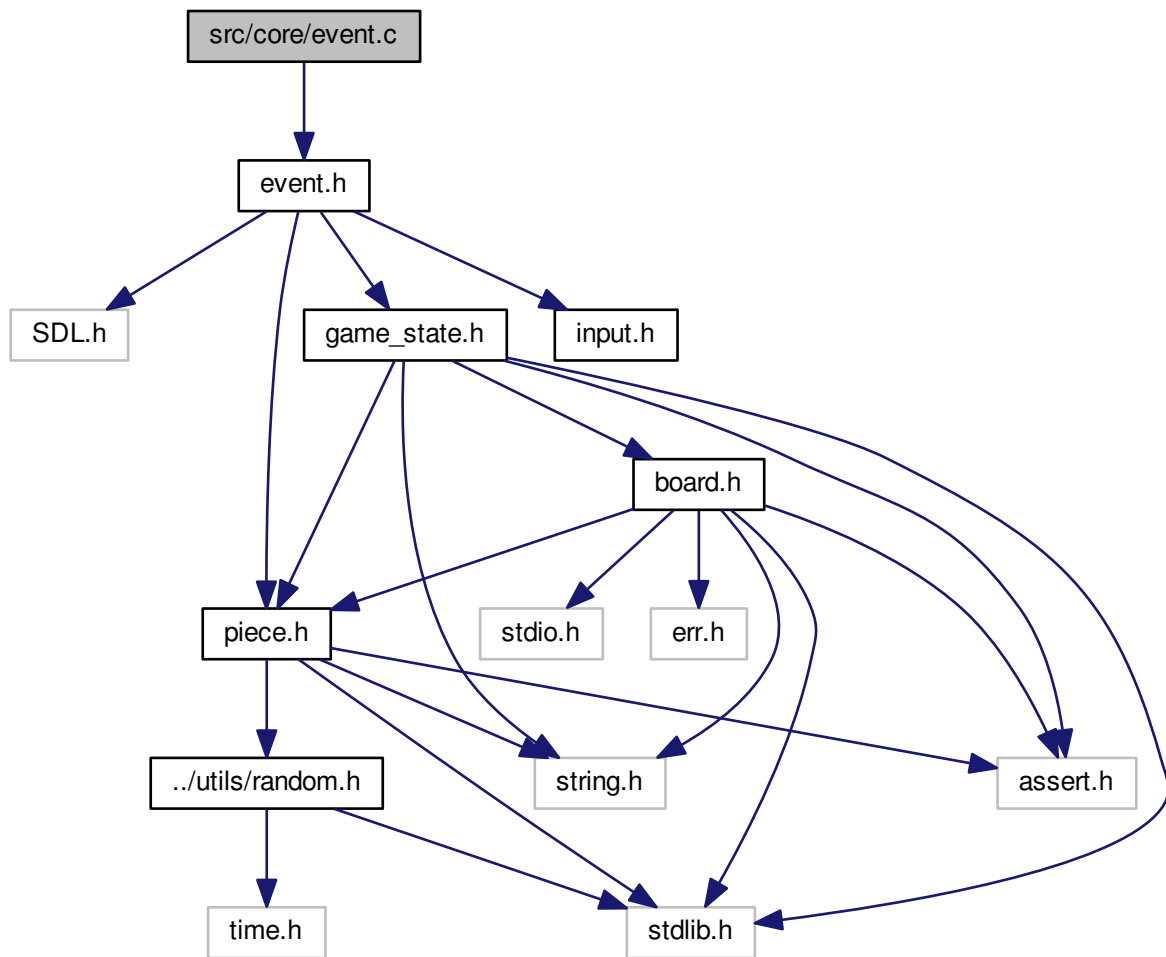 src/core/event.c
event.h
SDL.h
game_state.h
input.h
board.h
piece.h
stdio.h
err.h
../utils/random.h
string.h
assert.h
time.h
stdlib.h